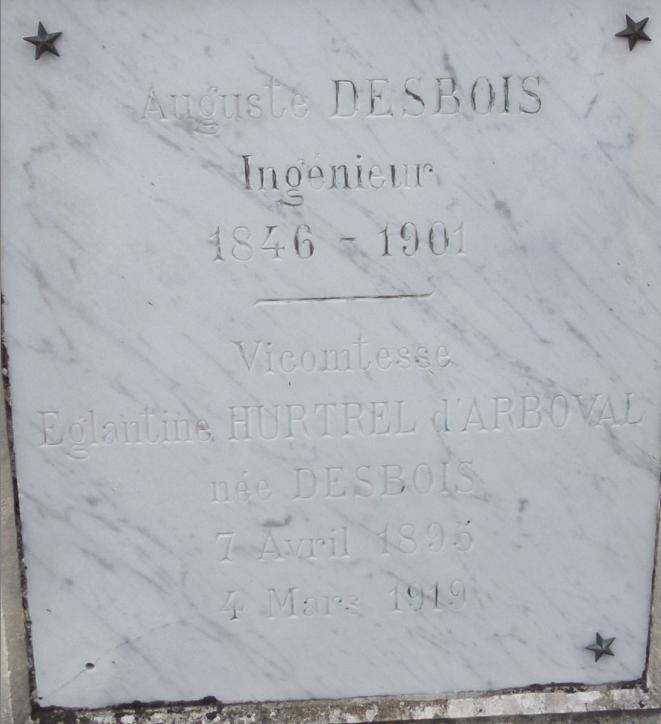 Auguste DESBOIS
Ingénieur
1846 - 1901
Vicomtesse
Eglantine HURTREL d'ARBOVAL
née DESBOIS
7 Avril 1895
4 Mars 1919